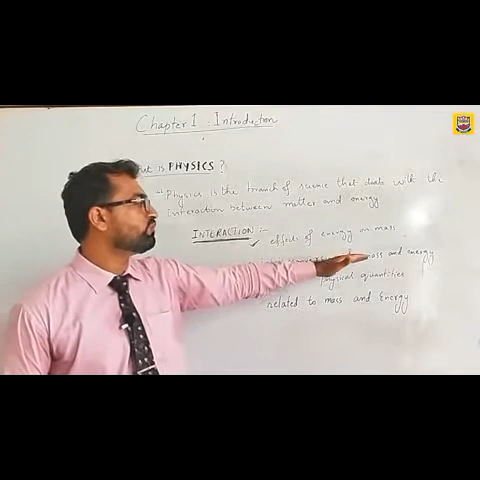 Chapter 1 Introduction
What is PHYSICS ?
Physics is the branch of science that deals with the
interaction between matter and energy
INTERACTION :-
effects of energy on mass.
of mass and energy
physical quantities
related to mass and Energy